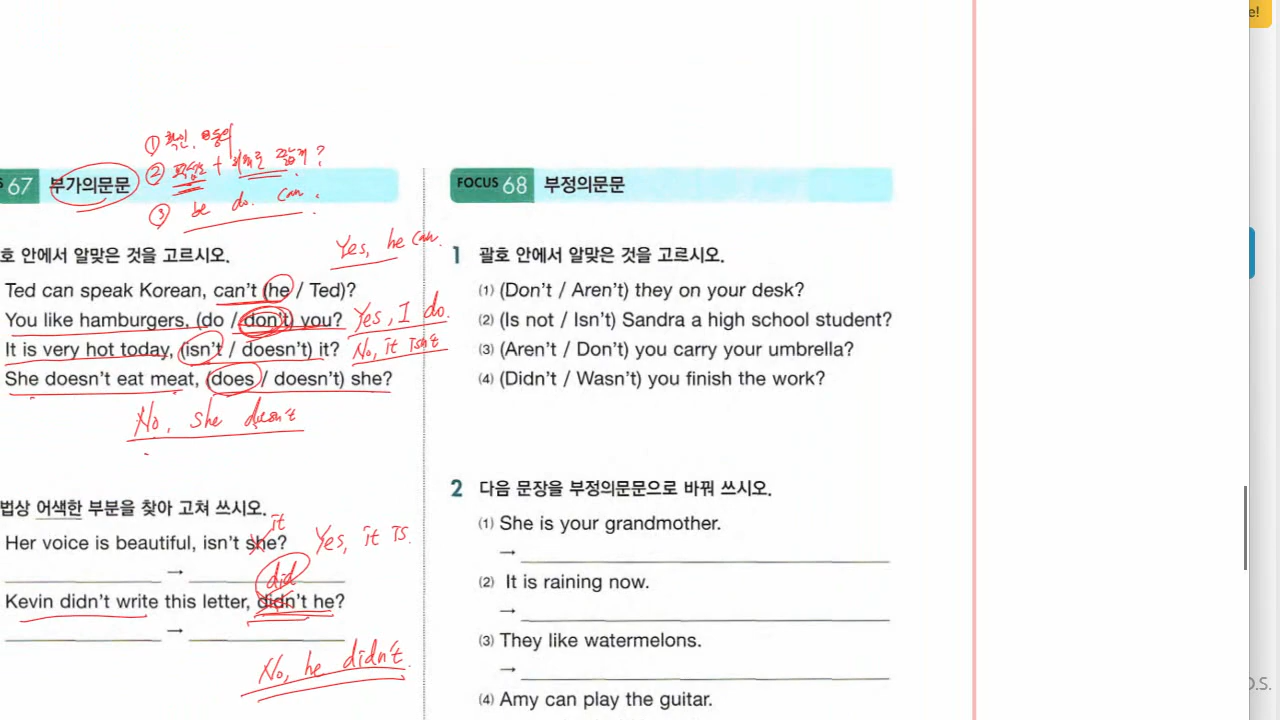 ① 확인, 동의
② + 짧게?
③ be do. can.
67 부가의문문
호 안에서 알맞은 것을 고르시오.
Yes, he can.
Ted can speak Korean, can't (he / Ted)?
You like hamburgers, (do / don't) you?
Yes, I do.
It is very hot today, (isn't / doesn't) it?
No, it isn't
She doesn't eat meat, (does / doesn't) she?
No, she doesn't
법상 어색한 부분을 찾아 고쳐 쓰시오.
it
Her voice is beautiful, isn't she?
Yes, it is.
→
did
Kevin didn't write this letter, didn't he?
→
No, he didn't.
FOCUS 68 부정의문문
1 괄호 안에서 알맞은 것을 고르시오.
(1) (Don't / Aren't) they on your desk?
(2) (Is not / Isn't) Sandra a high school student?
(3) (Aren't / Don't) you carry your umbrella?
(4) (Didn't / Wasn't) you finish the work?
2 다음 문장을 부정의문문으로 바꿔 쓰시오.
(1) She is your grandmother.
→
(2) It is raining now.
→
(3) They like watermelons.
→
(4) Amy can play the guitar.
e!
O.S.